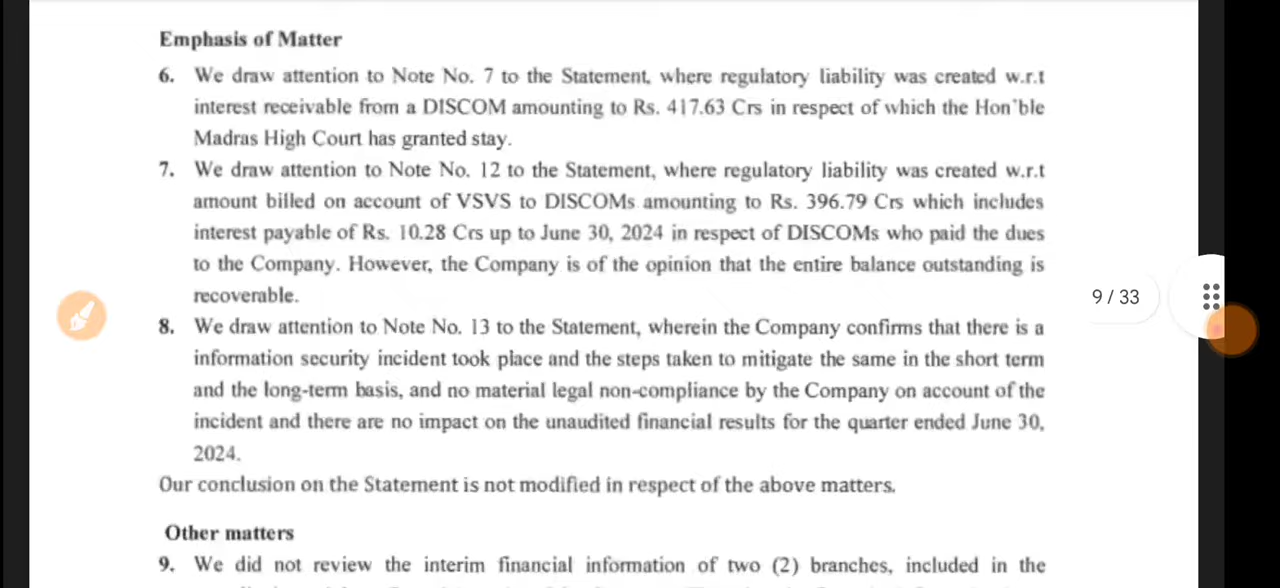 Emphasis of Matter
6. We draw attention to Note No. 7 to the Statement, where regulatory liability was created w.r.t
interest receivable from a DISCOM amounting to Rs. 417.63 Crs in respect of which the Hon'ble
Madras High Court has granted stay.
7. We draw attention to Note No. 12 to the Statement, where regulatory liability was created w.r.t
amount billed on account of VSVS to DISCOMs amounting to Rs. 396.79 Crs which includes
interest payable of Rs. 10.28 Crs up to June 30, 2024 in respect of DISCOMs who paid the dues
to the Company. However, the Company is of the opinion that the entire balance outstanding is
recoverable.
9 / 33
8. We draw attention to Note No. 13 to the Statement, wherein the Company confirms that there is a
information security incident took place and the steps taken to mitigate the same in the short term
and the long-term basis, and no material legal non-compliance by the Company on account of the
incident and there are no impact on the unaudited financial results for the quarter ended June 30,
2024.
Our conclusion on the Statement is not modified in respect of the above matters.
Other matters
9. We did not review the interim financial information of two (2) branches, included in the